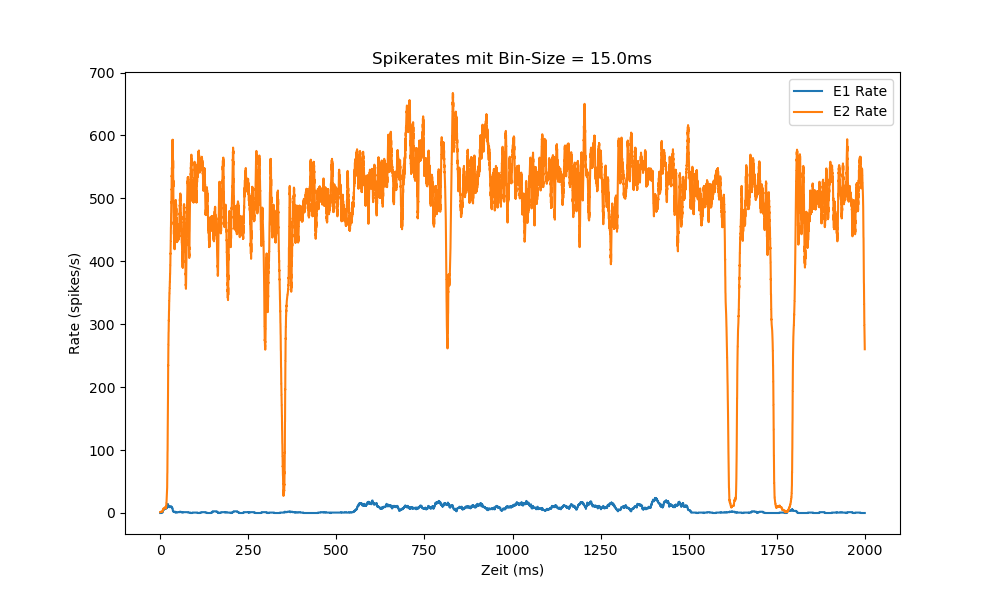 Spikerates mit Bin-Size = 15.0ms
E1 Rate
E2 Rate
700
600
500
400
300
200
100
0
Rate (spikes/s)
0 250 500 750 1000 1250 1500 1750 2000
Zeit (ms)